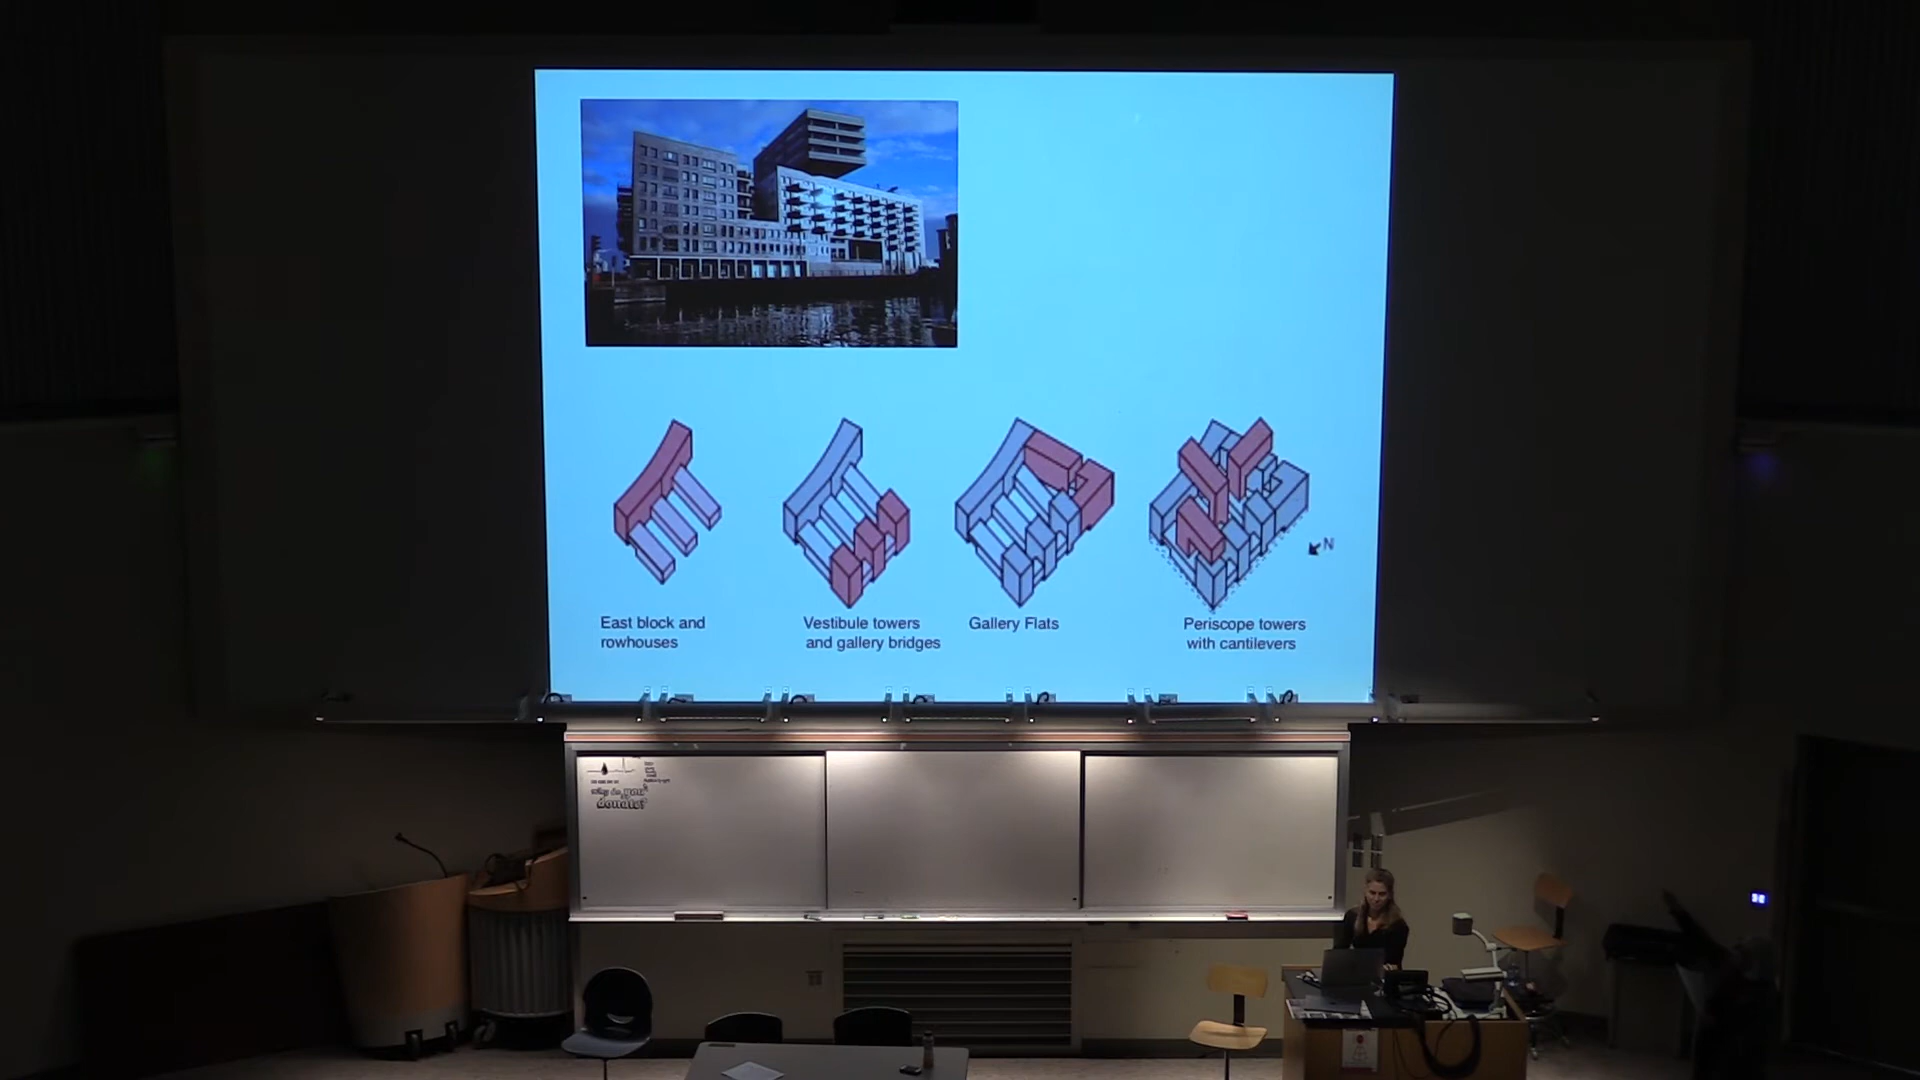 East block and
rowhouses
Vestibule towers
and gallery bridges
Gallery Flats
Periscope towers
with cantilevers
N
why do you
donate?